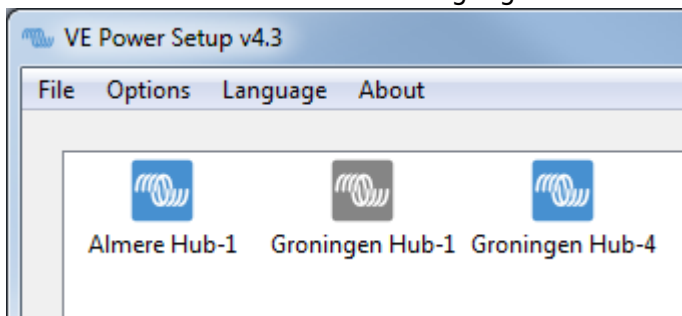 VE Power Setup v4.3
File Options Language About
Almere Hub-1 Groningen Hub-1 Groningen Hub-4